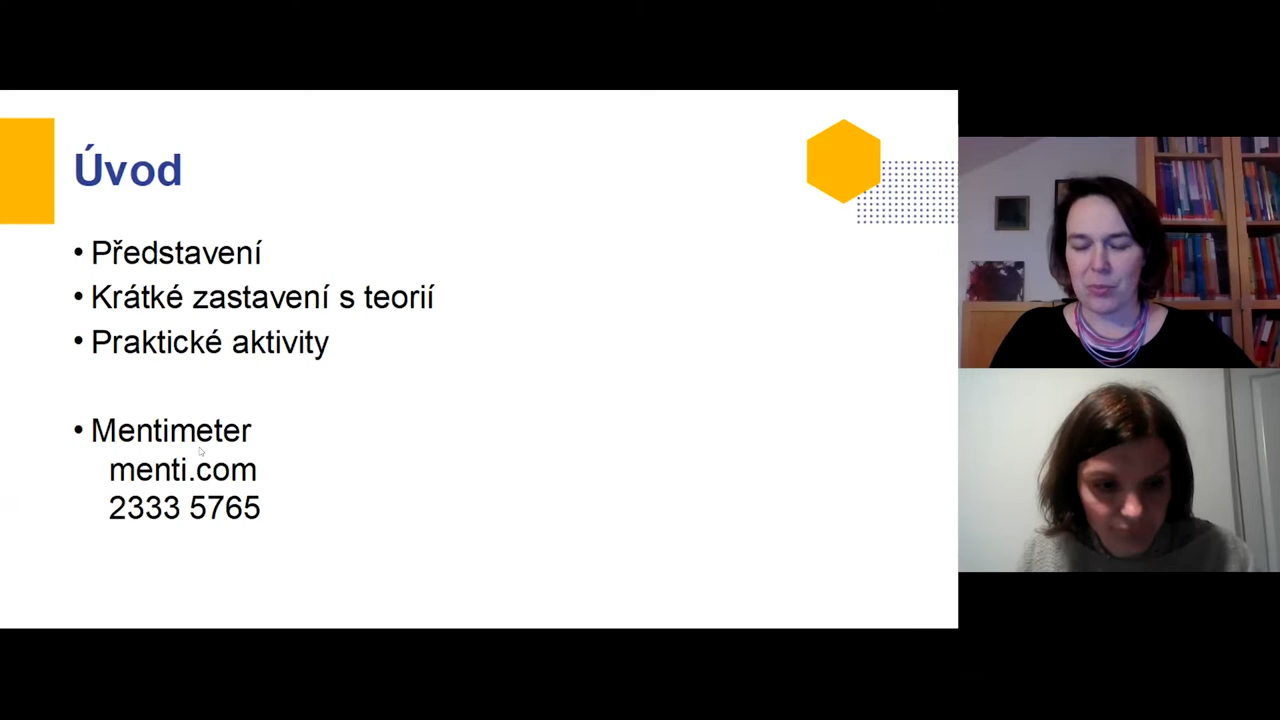 Úvod
• Představení
• Krátké zastavení s teorií
• Praktické aktivity
• Mentimeter
menti.com
2333 5765